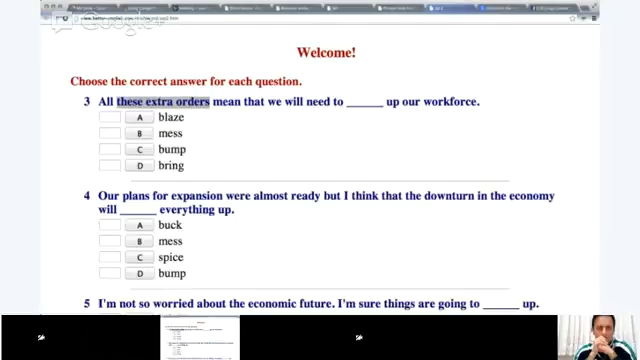 Welcome!
Choose the correct answer for each question.
3 All these extra orders mean that we will need to ______ up our workforce.
A blaze
B mess
C bump
D bring
4 Our plans for expansion were almost ready but I think that the downturn in the economy
will ______ everything up.
A buck
B mess
C spice
D bump
5 I'm not so worried about the economic future. I'm sure things are going to ______ up.